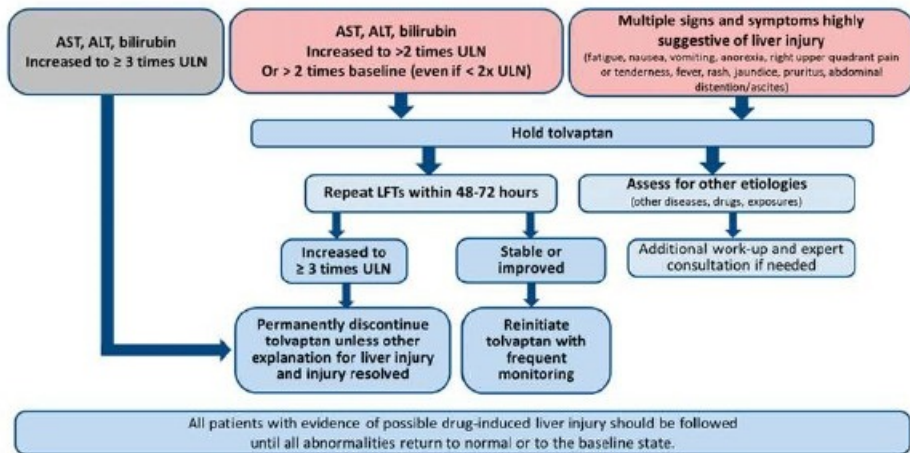 AST, ALT, bilirubin
Increased to ≥ 3 times ULN
AST, ALT, bilirubin
Increased to >2 times ULN
Or > 2 times baseline (even if < 2x ULN)
Multiple signs and symptoms highly
suggestive of liver injury
(fatigue, nausea, vomiting, anorexia, right upper quadrant pain
or tenderness, fever, rash, jaundice, pruritus, abdominal
distention/ascites)
Hold tolvaptan
Repeat LFTs within 48-72 hours
Assess for other etiologies
(other diseases, drugs, exposures)
Increased to
≥ 3 times ULN
Stable or
improved
Additional work-up and expert
consultation if needed
Permanently discontinue
tolvaptan unless other
explanation for liver injury
and injury resolved
Reinitiate
tolvaptan with
frequent
monitoring
All patients with evidence of possible drug-induced liver injury should be followed
until all abnormalities return to normal or to the baseline state.